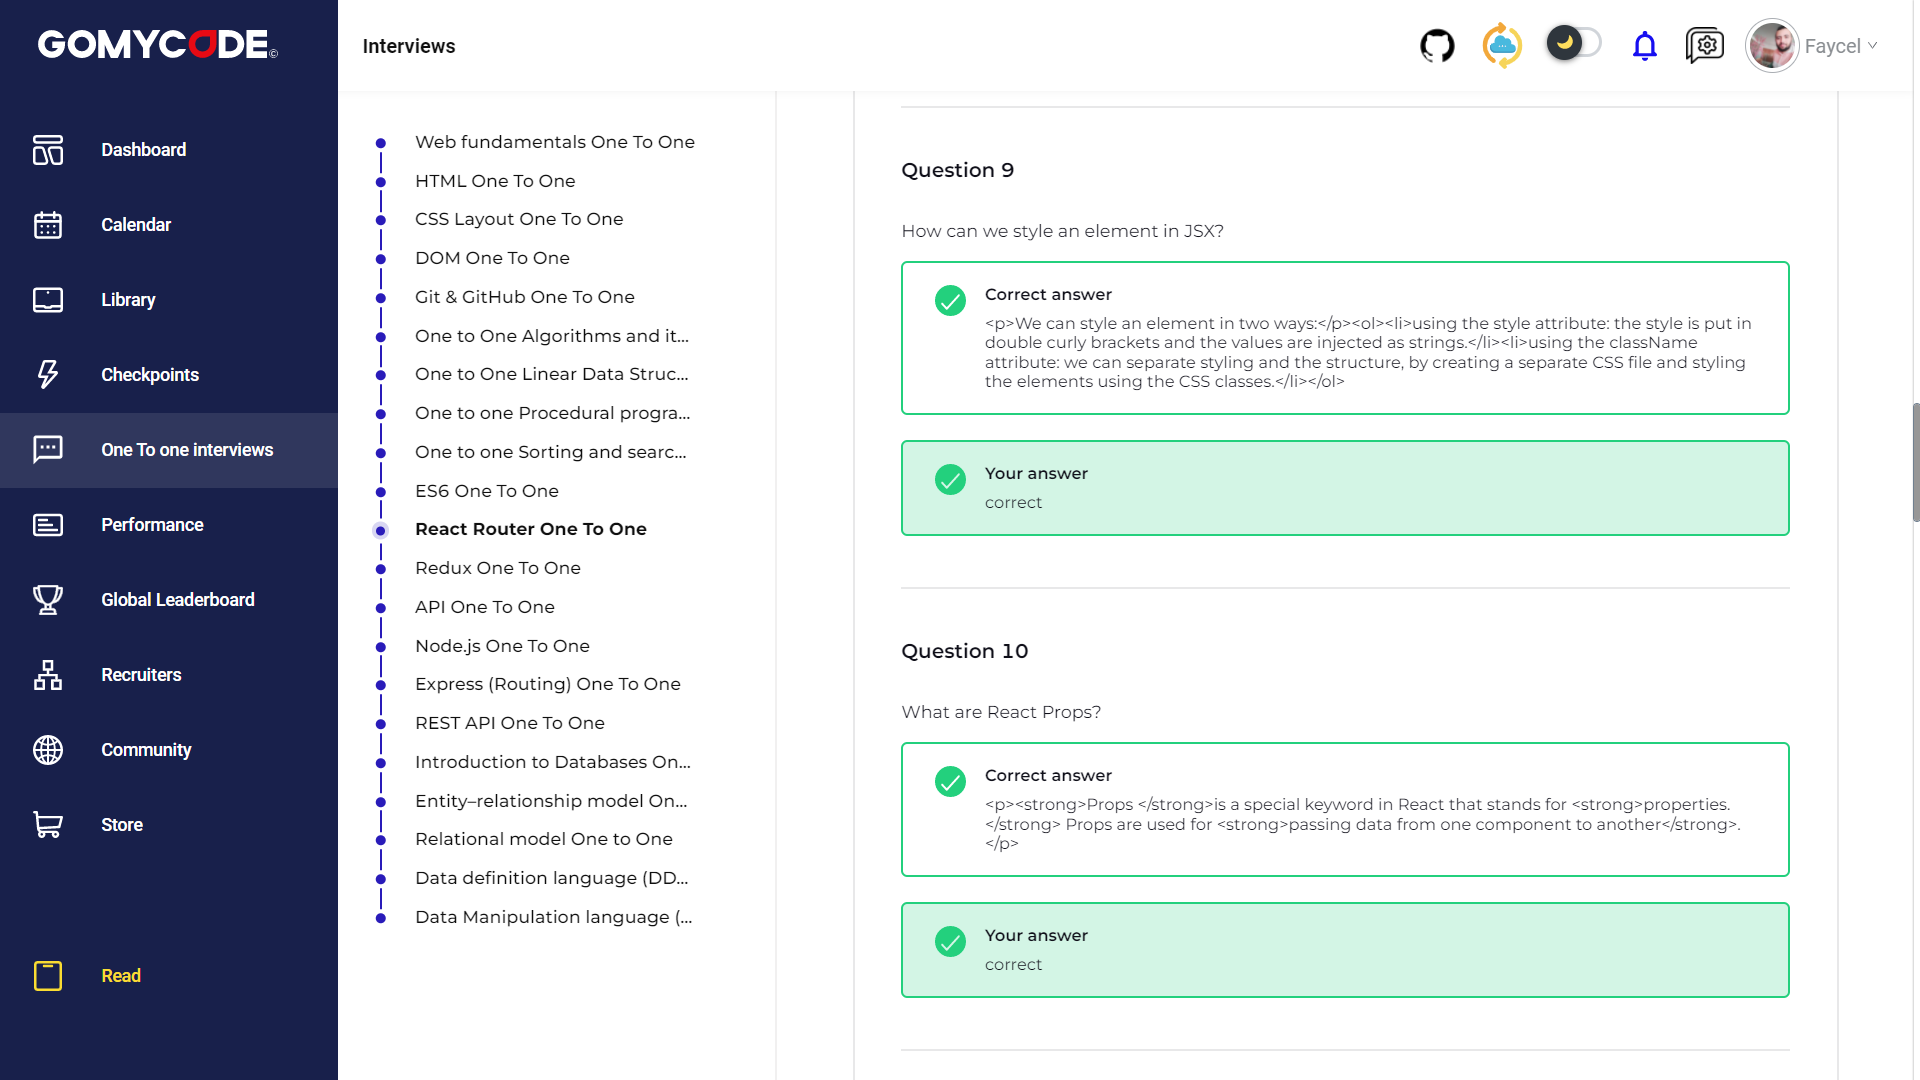 GOMYCODE©
Interviews
Faycel
Dashboard
Calendar
Library
Checkpoints
One To one interviews
Performance
Global Leaderboard
Recruiters
Community
Store
Read
Web fundamentals One To One
HTML One To One
CSS Layout One To One
DOM One To One
Git & GitHub One To One
One to One Algorithms and it...
One to One Linear Data Struc...
One to one Procedural progra...
One to one Sorting and searc...
ES6 One To One
React Router One To One
Redux One To One
API One To One
Node.js One To One
Express (Routing) One To One
REST API One To One
Introduction to Databases On...
Entity–relationship model On...
Relational model One to One
Data definition language (DD...
Data Manipulation language (...
Question 9
How can we style an element in JSX?
Correct answer
<p>We can style an element in two ways:</p><ol><li>using the style attribute: the style is put in
double curly brackets and the values are injected as strings.</li><li>using the className
attribute: we can separate styling and the structure, by creating a separate CSS file and styling
the elements using the CSS classes.</li></ol>
Your answer
correct
Question 10
What are React Props?
Correct answer
<p><strong>Props </strong>is a special keyword in React that stands for <strong>properties.
</strong> Props are used for <strong>passing data from one component to another</strong>.
</p>
Your answer
correct